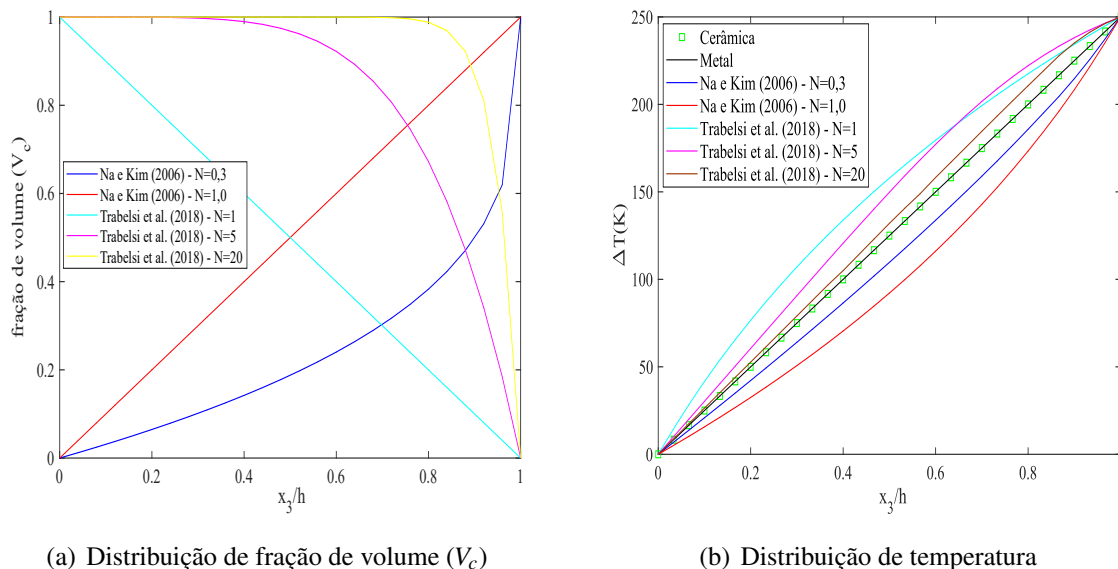 1
0.8
0.6
0.4
0.2
0
fração de volume (V_c)
Na e Kim (2006) - N=0,3
Na e Kim (2006) - N=1,0
Trabelsi et al. (2018) - N=1
Trabelsi et al. (2018) - N=5
Trabelsi et al. (2018) - N=20
0 0.2 0.4 0.6 0.8 1
x_3/h
(a) Distribuição de fração de volume (V_c)
250
200
150
100
50
0
ΔT(K)
Cerâmica
Metal
Na e Kim (2006) - N=0,3
Na e Kim (2006) - N=1,0
Trabelsi et al. (2018) - N=1
Trabelsi et al. (2018) - N=5
Trabelsi et al. (2018) - N=20
0 0.2 0.4 0.6 0.8
x_3/h
(b) Distribuição de temperatura